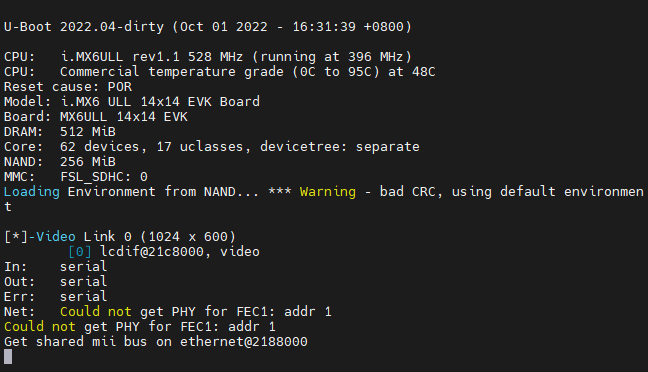 U-Boot 2022.04-dirty (Oct 01 2022 - 16:31:39 +0800)
CPU:   i.MX6ULL rev1.1 528 MHz (running at 396 MHz)
CPU:   Commercial temperature grade (0C to 95C) at 48C
Reset cause: POR
Model: i.MX6 ULL 14x14 EVK Board
Board: MX6ULL 14x14 EVK
DRAM:  512 MiB
Core:  62 devices, 17 uclasses, devicetree: separate
NAND:  256 MiB
MMC:   FSL_SDHC: 0
Loading Environment from NAND... *** Warning - bad CRC, using default environmen
t
[*]-Video Link 0 (1024 x 600)
        [0] lcdif@21c8000, video
In:    serial
Out:   serial
Err:   serial
Net:   Could not get PHY for FEC1: addr 1
Could not get PHY for FEC1: addr 1
Get shared mii bus on ethernet@2188000